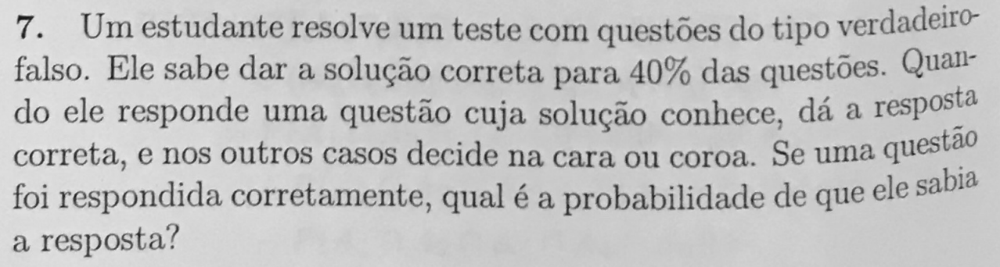 7. Um estudante resolve um teste com questões do tipo verdadeiro-
falso. Ele sabe dar a solução correta para 40% das questões. Quan-
do ele responde uma questão cuja solução conhece, dá a resposta
correta, e nos outros casos decide na cara ou coroa. Se uma questão
foi respondida corretamente, qual é a probabilidade de que ele sabia
a resposta?